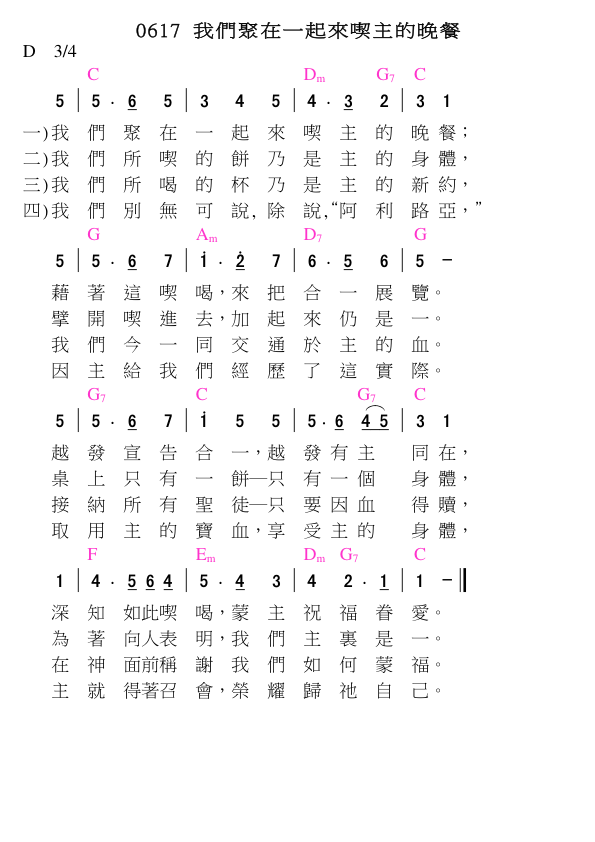 0617 我們聚在一起來喫主的晚餐
D 3/4
C Dm G7 C
5 | 5 · 6 5 | 3 4 5 | 4 · 3 2 | 3 1
一)我 們 聚 在 一 起 來 喫 主 的 晚 餐；
二)我 們 所 喫 的 餅 乃 是 主 的 身 體，
三)我 們 所 喝 的 杯 乃 是 主 的 新 約，
四)我 們 別 無 可 說, 除 說,“阿 利 路 亞，”
G Am D7 G
5 | 5 · 6 7 | i · 2 7 | 6 · 5 6 | 5 －
藉 著 這 喫 喝，來 把 合 一 展 覽。
擘 開 喫 進 去，加 起 來 仍 是 一。
我 們 今 一 同 交 通 於 主 的 血。
因 主 給 我 們 經 歷 了 這 實 際。
G7 C G7 C
5 | 5 · 6 7 | i 5 5 | 5 · 6 4 5 | 3 1
越 發 宣 告 合 一，越 發 有 主 同 在，
桌 上 只 有 一 餅─只 有 一 個 身 體，
接 納 所 有 聖 徒─只 要 因 血 得 贖，
取 用 主 的 寶 血，享 受 主 的 身 體，
F Em Dm G7 C
1 | 4 · 5 6 4 | 5 · 4 3 | 4 2 · 1 | 1 － ‖
深 知 如此喫 喝，蒙 主 祝 福 眷 愛。
為 著 向人表 明，我 們 主 裏 是 一。
在 神 面前稱 謝 我 們 如 何 蒙 福。
主 就 得著召 會，榮 耀 歸 祂 自 己。